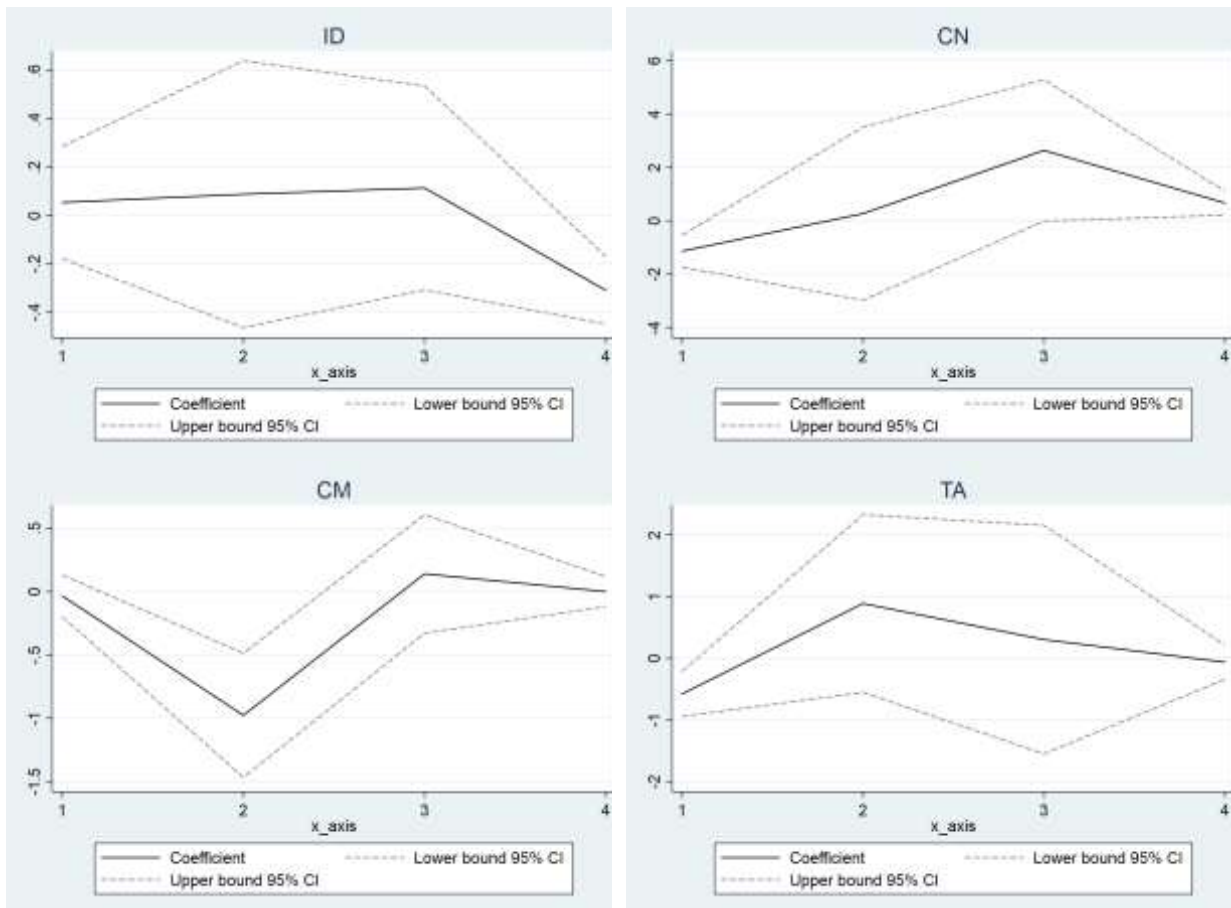 ID
.6
.4
.2
0
-.2
-.4
1 2 3 4
x_axis
Coefficient Lower bound 95% CI
Upper bound 95% CI
CN
6
4
2
0
-2
-4
1 2 3 4
x_axis
Coefficient Lower bound 95% CI
Upper bound 95% CI
CM
.5
0
-.5
-1
-1.5
1 2 3 4
x_axis
Coefficient Lower bound 95% CI
Upper bound 95% CI
TA
2
1
0
-1
-2
1 2 3 4
x_axis
Coefficient Lower bound 95% CI
Upper bound 95% CI